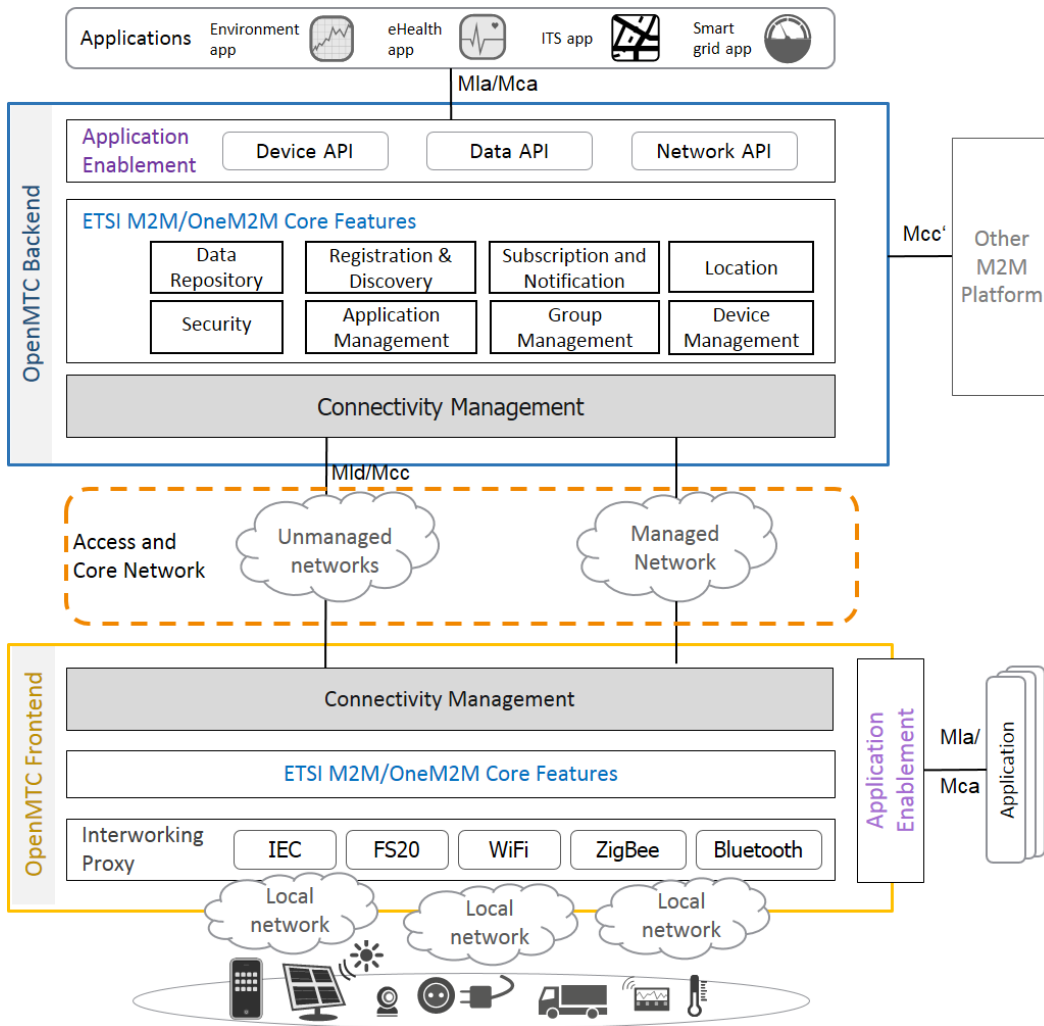 Applications
Environment
app
eHealth
app
ITS app
Smart
grid app
Mla/Mca
OpenMTC Backend
Application
Enablement
Device API
Data API
Network API
ETSI M2M/OneM2M Core Features
Data
Repository
Registration &
Discovery
Subscription and
Notification
Location
Security
Application
Management
Group
Management
Device
Management
Connectivity Management
Mcc‘
Other
M2M
Platform
Mld/Mcc
Access and
Core Network
Unmanaged
networks
Managed
Network
OpenMTC Frontend
Connectivity Management
ETSI M2M/OneM2M Core Features
Interworking
Proxy
IEC
FS20
WiFi
ZigBee
Bluetooth
Application
Enablement
Mla/
Mca
Application
Local
network
Local
network
Local
network